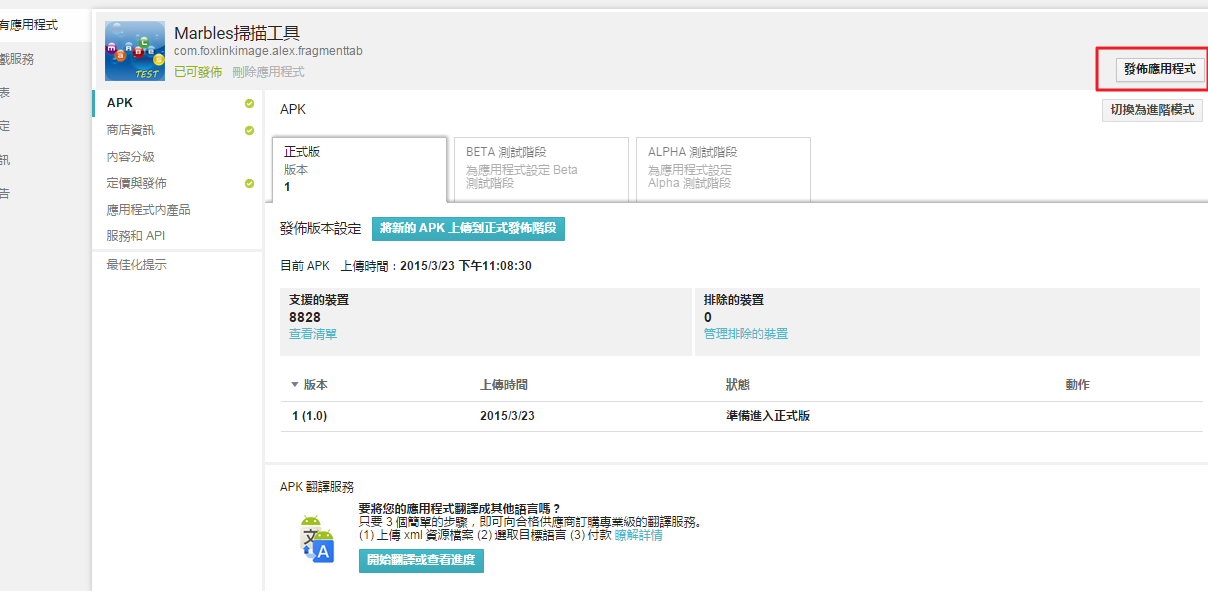 有應用程式
戲服務
表
定
訊
告
Marbles掃描工具
com.foxlinkimage.alex.fragmenttab
已可發佈 刪除應用程式
TEST
發佈應用程式
切換為進階模式
APK
商店資訊
內容分級
定價與發佈
應用程式內產品
服務和 API
最佳化提示
APK
正式版
版本
1
BETA 測試階段
為應用程式設定 Beta
測試階段
ALPHA 測試階段
為應用程式設定
Alpha 測試階段
發佈版本設定 將新的 APK 上傳到正式發佈階段
目前 APK 上傳時間：2015/3/23 下午11:08:30
支援的裝置
8828
查看清單
排除的裝置
0
管理排除的裝置
版本 上傳時間 狀態 動作
1 (1.0) 2015/3/23 準備進入正式版
APK 翻譯服務
要將您的應用程式翻譯成其他語言嗎？
只要 3 個簡單的步驟，即可向合格供應商訂購專業級的翻譯服務。
(1) 上傳 xml 資源檔案 (2) 選取目標語言 (3) 付款 瞭解詳情
文
A
開始翻譯或查看進度